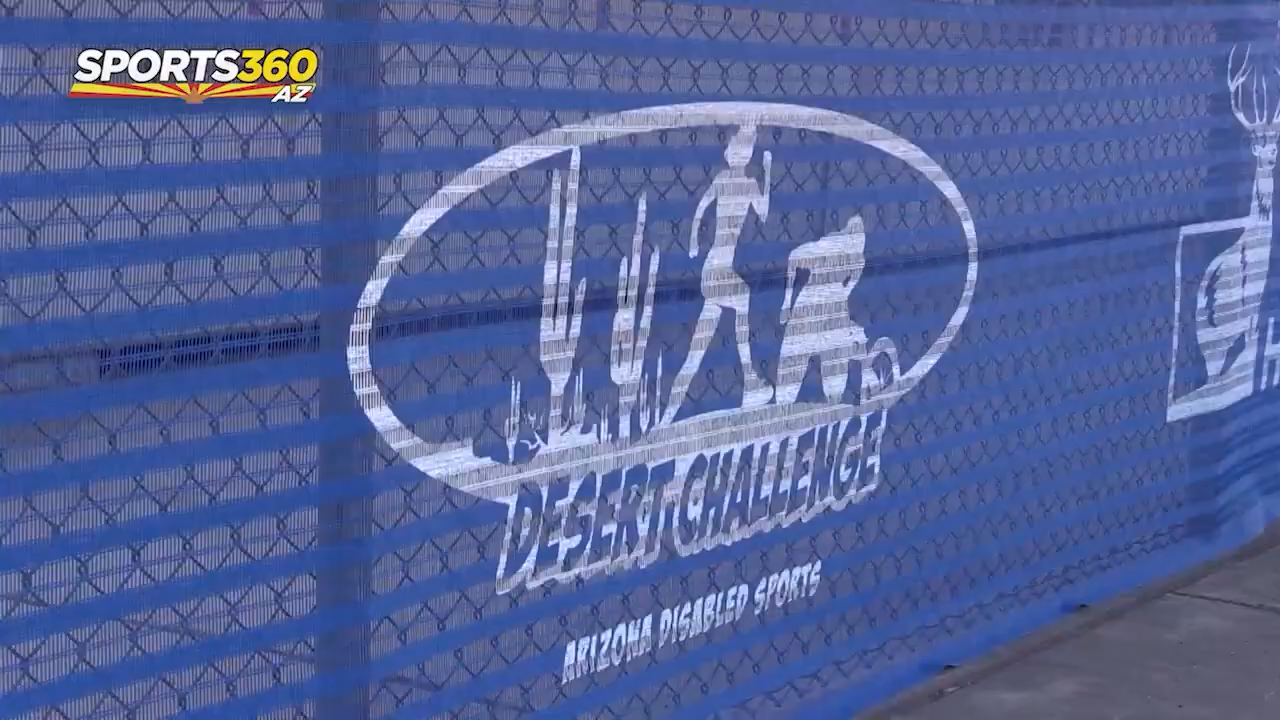 SPORTS360
AZ
DESERT CHALLENGE
ARIZONA DISABLED SPORTS
H